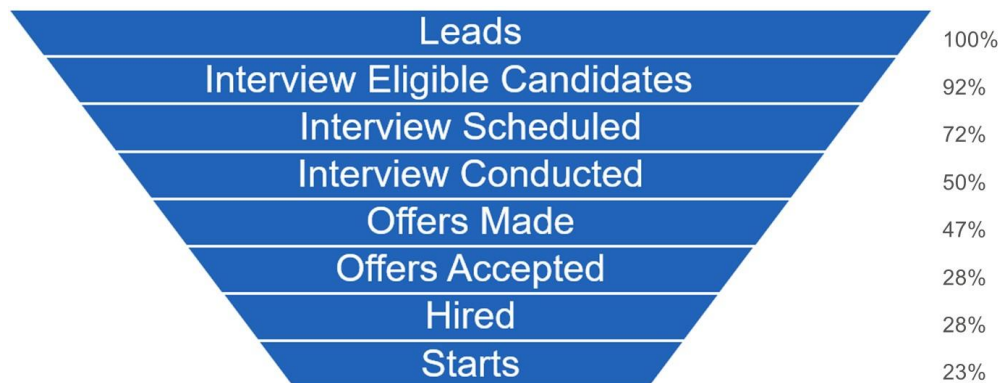 Leads 100%
Interview Eligible Candidates 92%
Interview Scheduled 72%
Interview Conducted 50%
Offers Made 47%
Offers Accepted 28%
Hired 28%
Starts 23%